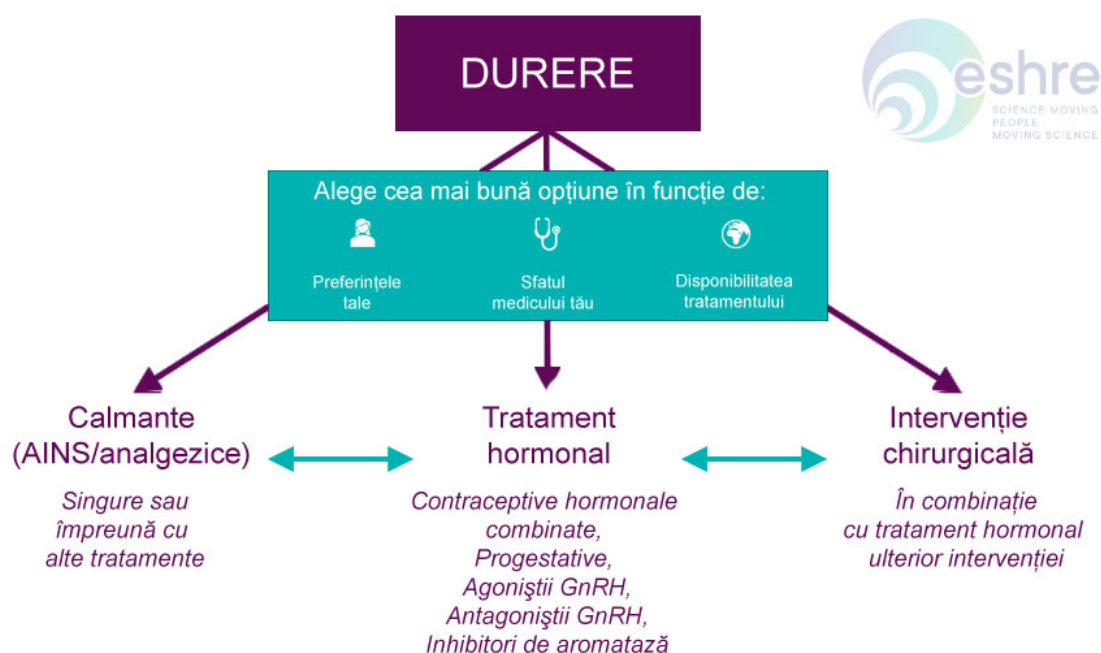 DURERE
eshre
SCIENCE MOVING
PEOPLE
MOVING SCIENCE
Alege cea mai bună opțiune în funcție de:
Preferințele
tale
Sfatul
medicului tău
Disponibilitatea
tratamentului
Calmante
(AINS/analgezice)
Singure sau
împreună cu
alte tratamente
Tratament
hormonal
Contraceptive hormonale
combinate,
Progestative,
Agoniştii GnRH,
Antagoniştii GnRH,
Inhibitori de aromatază
Intervenție
chirurgicală
În combinație
cu tratament hormonal
ulterior intervenției